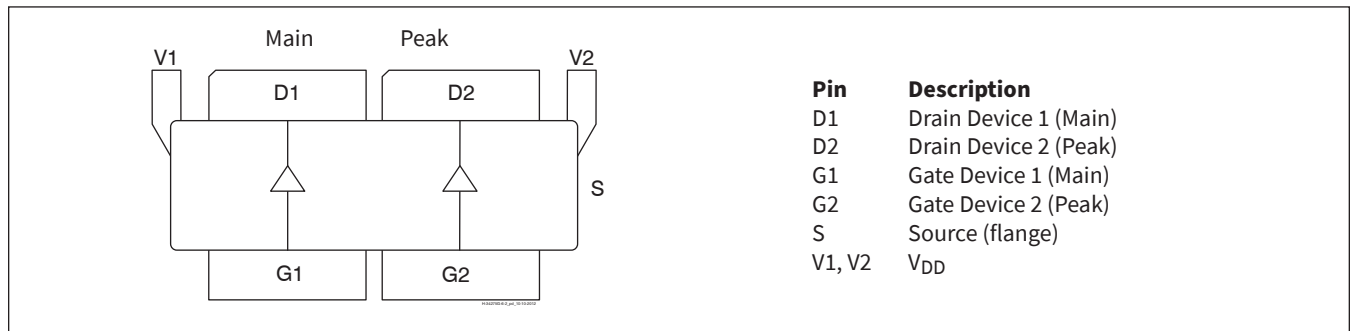 Main Peak
V1 V2
D1 D2
S
G1 G2
Pin Description
D1 Drain Device 1 (Main)
D2 Drain Device 2 (Peak)
G1 Gate Device 1 (Main)
G2 Gate Device 2 (Peak)
S Source (flange)
V1, V2 VDD